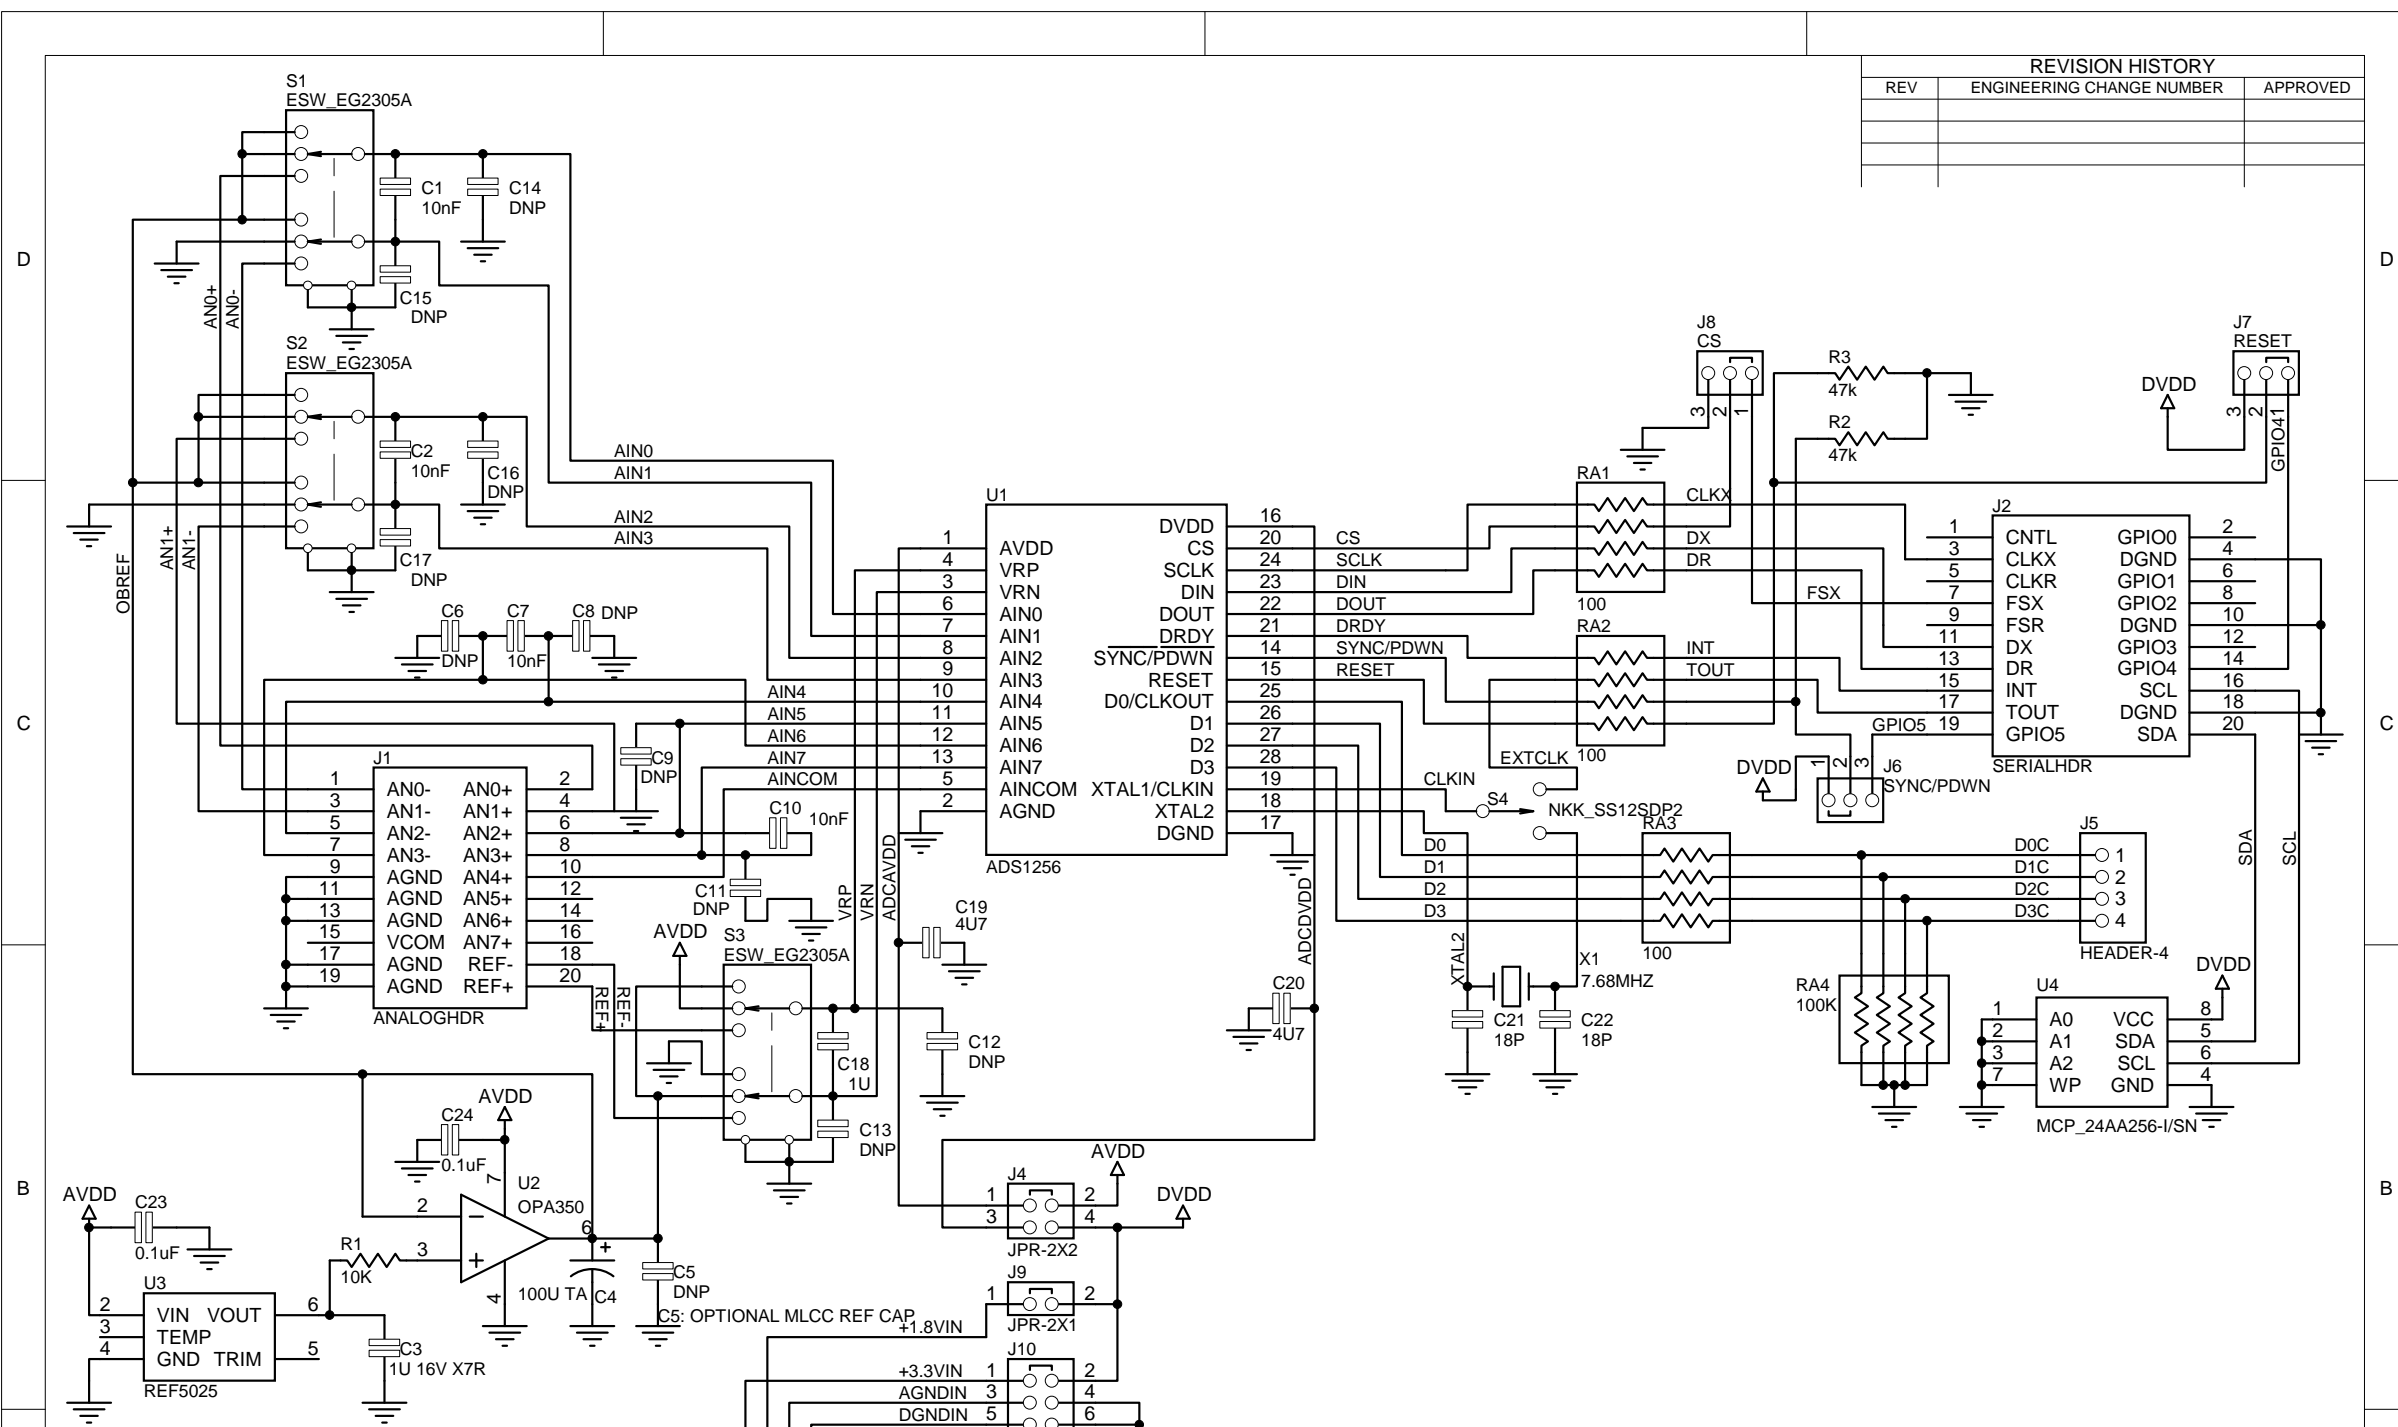 REVISION HISTORY
REV ENGINEERING CHANGE NUMBER APPROVED
D
D
C
C
B
B
S1
ESW_EG2305A
C1
10nF
C14
DNP
C15
DNP
AN0+
AN0-
S2
ESW_EG2305A
C2
10nF
C16
DNP
C17
DNP
OBREF
AN1+
AN1-
AIN0
AIN1
AIN2
AIN3
C6
DNP
C7
10nF
C8 DNP
AIN4
AIN5
AIN6
AIN7
AINCOM
C9
DNP
C10
10nF
C11
DNP
J1
1 AN0- AN0+ 2
3 AN1- AN1+ 4
5 AN2- AN2+ 6
7 AN3- AN3+ 8
9 AGND AN4+ 10
11 AGND AN5+ 12
13 AGND AN6+ 14
15 VCOM AN7+ 16
17 AGND REF- 18
19 AGND REF+ 20
ANALOGHDR
REF+
REF-
AVDD
S3
ESW_EG2305A
VRP
VRN
ADCAVDD
C19
4U7
C12
DNP
C18
1U
C13
DNP
U1
DVDD 16
1 AVDD CS 20
4 VRP SCLK 24
3 VRN DIN 23
6 AIN0 DOUT 22
7 AIN1 DRDY 21
8 AIN2 SYNC/PDWN 14
9 AIN3 RESET 15
10 AIN4 D0/CLKOUT 25
11 AIN5 D1 26
12 AIN6 D2 27
13 AIN7 D3 28
5 AINCOM XTAL1/CLKIN 19
2 AGND XTAL2 18
DGND 17
ADS1256
CS
SCLK
DIN
DOUT
DRDY
SYNC/PDWN
RESET
ADCDVDD
C20
4U7
RA1
100
CLKX
DX
DR
RA2
100
INT
TOUT
FSX
EXTCLK
CLKIN
S4
NKK_SS12SDP2
RA3
100
D0
D1
D2
D3
D0C
D1C
D2C
D3C
XTAL2
X1
7.68MHZ
C21
18P
C22
18P
J8
CS
3 2 1
R3
47k
R2
47k
J7
RESET
3 2 1
DVDD
GPIO4
J2
1 CNTL GPIO0 2
3 CLKX DGND 4
5 CLKR GPIO1 6
7 FSX GPIO2 8
9 FSR DGND 10
11 DX GPIO3 12
13 DR GPIO4 14
15 INT SCL 16
17 TOUT DGND 18
19 GPIO5 SDA 20
SERIALHDR
GPIO5
DVDD
1 2 3
J6
SYNC/PDWN
J5
1
2
3
4
HEADER-4
SDA
SCL
RA4
100K
DVDD
U4
1 A0 VCC 8
2 A1 SDA 5
3 A2 SCL 6
7 WP GND 4
MCP_24AA256-I/SN
AVDD
C24
0.1uF
7
U2
OPA350
2
3
6
4
AVDD
C23
0.1uF
R1
10K
U3
2 VIN VOUT 6
3 TEMP
4 GND TRIM 5
REF5025
C3
1U 16V X7R
+
100U TA C4
C5
DNP
C5: OPTIONAL MLCC REF CAP
AVDD
DVDD
J4
1 2
3 4
JPR-2X2
J9
1 2
JPR-2X1
+1.8VIN
J10
+3.3VIN 1 2
AGNDIN 3 4
DGNDIN 5 6